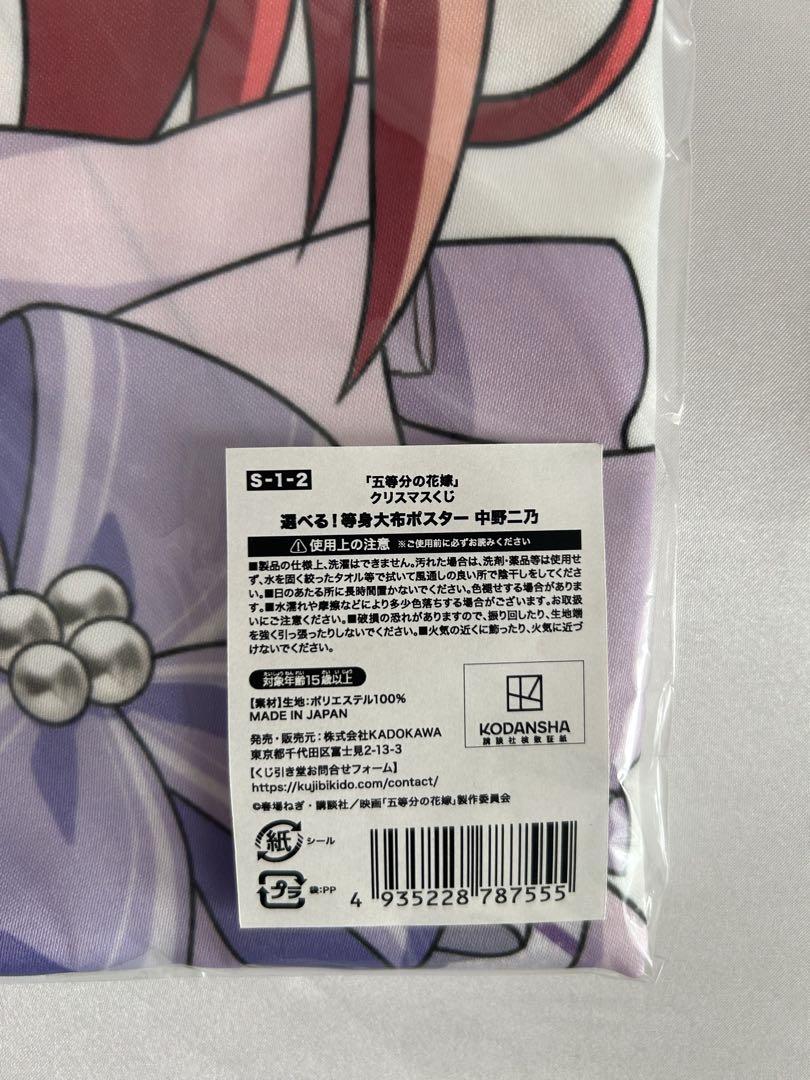 S-1-2
「五等分の花嫁」
クリスマスくじ
選べる！等身大布ポスター 中野二乃
⚠使用上の注意 ※ご使用前に必ずお読みください
■製品の仕様上、洗濯はできません。汚れた場合は、洗剤・薬品等は使用せ
ず、水を固く絞ったタオル等で拭いて風通しの良い所で陰干しをしてくださ
い。■日のあたる所に長時間置かないでください。色褪せする場合がありま
す。■水濡れや摩擦などにより多少色落ちする場合がございます。お取扱
いにご注意ください。■破損の恐れがありますので、振り回したり、生地端
を強く引っ張ったりしないでください。■火気の近くに飾ったり、火気に近づ
けないでください。
対象年齢15歳以上
【素材】生地：ポリエステル100%
MADE IN JAPAN
発売・販売元：株式会社KADOKAWA
東京都千代田区富士見2-13-3
【くじ引き堂お問合せフォーム】
https://kujibikido.com/contact/
KODANSHA
講談社検数証紙
©春場ねぎ・講談社／映画「五等分の花嫁」製作委員会
紙 シール
プラ 袋：PP
4 935228 787555